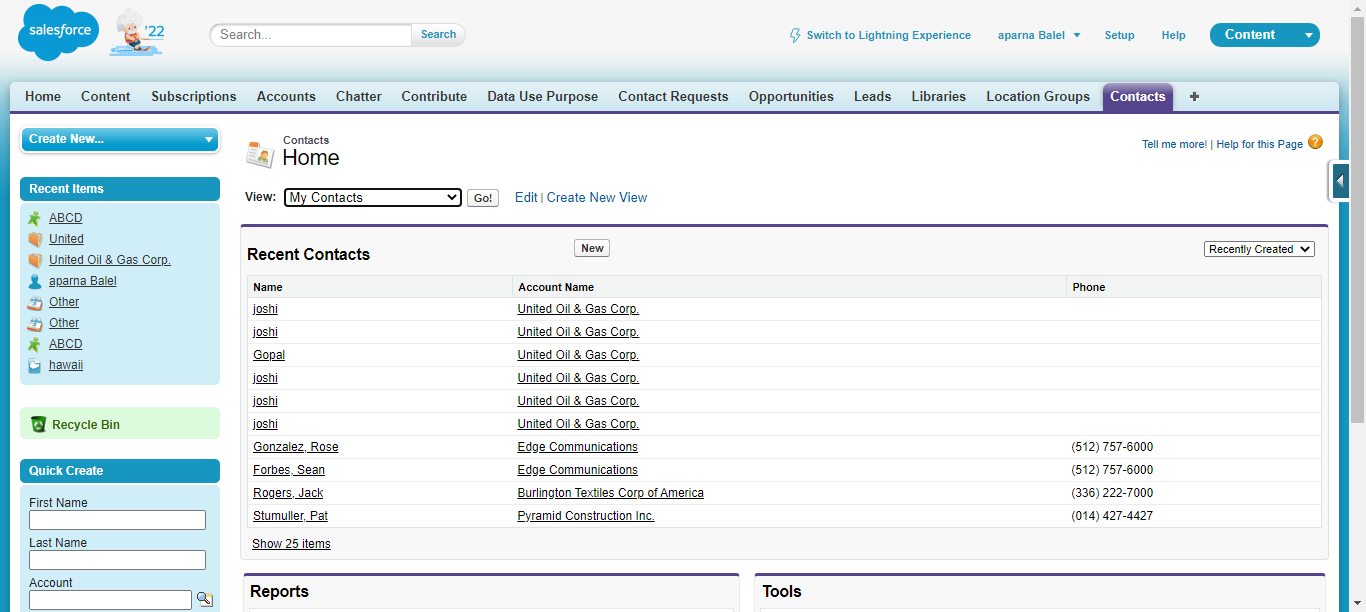 salesforce
'22
Search...
Search
Switch to Lightning Experience
aparna Balel
Setup
Help
Content
Home Content Subscriptions Accounts Chatter Contribute Data Use Purpose Contact Requests Opportunities Leads Libraries Location Groups Contacts +
Create New...
Recent Items
ABCD
United
United Oil & Gas Corp.
aparna Balel
Other
Other
ABCD
hawaii
Recycle Bin
Quick Create
First Name
Last Name
Account
Contacts
Home
Tell me more! | Help for this Page ?
View: My Contacts Go! Edit | Create New View
Recent Contacts New Recently Created
Name Account Name Phone
joshi United Oil & Gas Corp.
joshi United Oil & Gas Corp.
Gopal United Oil & Gas Corp.
joshi United Oil & Gas Corp.
joshi United Oil & Gas Corp.
joshi United Oil & Gas Corp.
Gonzalez, Rose Edge Communications (512) 757-6000
Forbes, Sean Edge Communications (512) 757-6000
Rogers, Jack Burlington Textiles Corp of America (336) 222-7000
Stumuller, Pat Pyramid Construction Inc. (014) 427-4427
Show 25 items
Reports
Tools